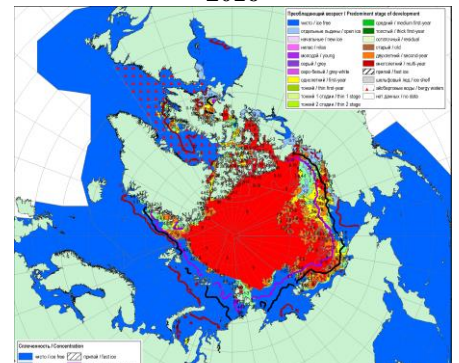 2020
Преобладающий возраст / Predominant stage of development
чисто / ice free
отдельные льдины / open ice
начальные / new ice
нилас / nilas
молодой / young
серый / grey
серо-белый / grey-white
однолетний / first-year
тонкий / thin first-year
тонкий 1 стадии / thin 1 stage
тонкий 2 стадии / thin 2 stage
средний / medium first-year
толстый / thick first-year
остаточный / residual
старый / old
двухлетний / second-year
многолетний / multi-year
припай / fast ice
шельфовый лед / ice shelf
айсберговые воды / bergy waters
нет данных / no data
Сплоченность / Concentration
чисто / ice free
припай / fast ice